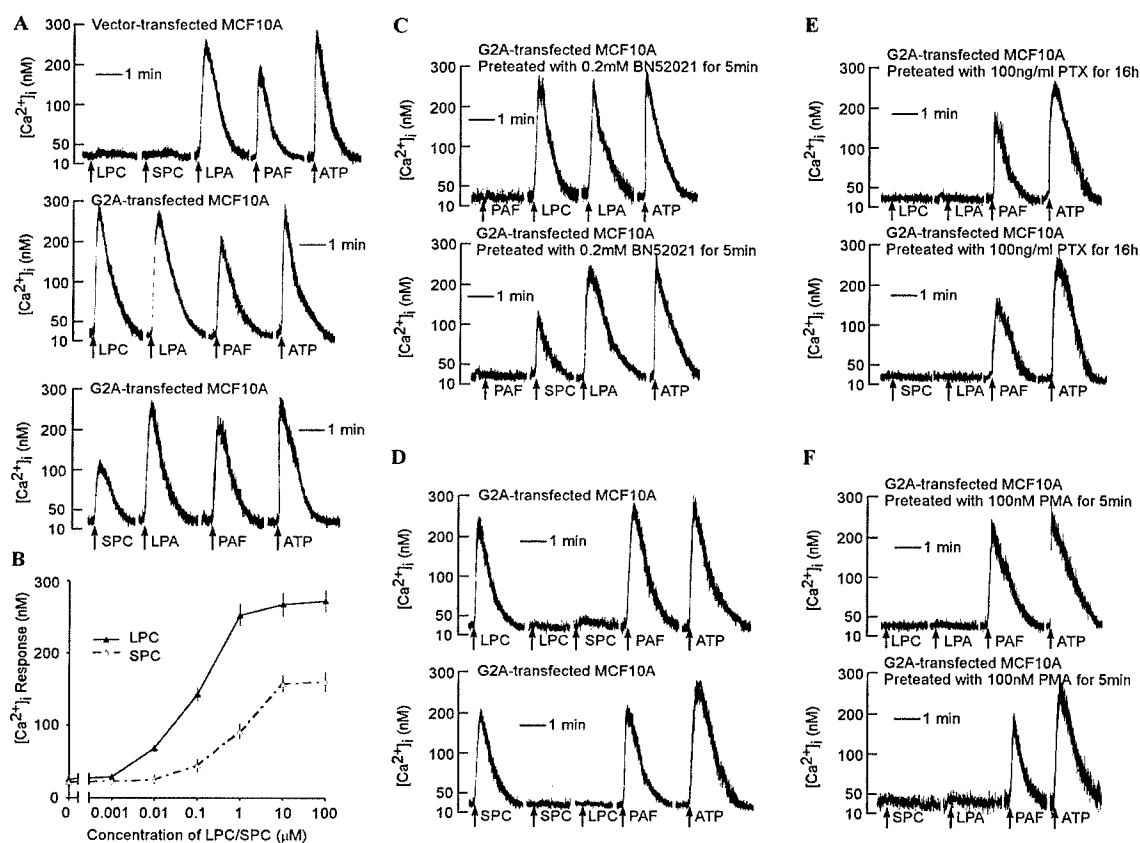 A
Vector-transfected MCF10A
[Ca2+]i (nM)
300
200
100
50
10
1 min
LPC SPC LPA PAF ATP
G2A-transfected MCF10A
[Ca2+]i (nM)
300
200
100
50
10
1 min
LPC LPA PAF ATP
G2A-transfected MCF10A
[Ca2+]i (nM)
300
200
100
50
10
1 min
SPC LPA PAF ATP
B
[Ca2+]i Response (nM)
300
200
100
0
LPC
SPC
0 0.001 0.01 0.1 1 10 100
Concentration of LPC/SPC (μM)
C
G2A-transfected MCF10A
Pretreated with 0.2mM BN52021 for 5min
[Ca2+]i (nM)
300
200
100
50
10
1 min
PAF LPC LPA ATP
G2A-transfected MCF10A
Pretreated with 0.2mM BN52021 for 5min
[Ca2+]i (nM)
300
200
100
50
10
1 min
PAF SPC LPA ATP
D
G2A-transfected MCF10A
[Ca2+]i (nM)
300
200
100
50
10
1 min
LPC LPC SPC PAF ATP
G2A-transfected MCF10A
[Ca2+]i (nM)
300
200
100
50
10
1 min
SPC SPC LPC PAF ATP
E
G2A-transfected MCF10A
Pretreated with 100ng/ml PTX for 16h
[Ca2+]i (nM)
300
200
100
50
10
1 min
LPC LPA PAF ATP
G2A-transfected MCF10A
Pretreated with 100ng/ml PTX for 16h
[Ca2+]i (nM)
300
200
100
50
10
1 min
SPC LPA PAF ATP
F
G2A-transfected MCF10A
Pretreated with 100nM PMA for 5min
[Ca2+]i (nM)
300
200
100
50
10
1 min
LPC LPA PAF ATP
G2A-transfected MCF10A
Pretreated with 100nM PMA for 5min
[Ca2+]i (nM)
300
200
100
50
10
1 min
SPC LPA PAF ATP